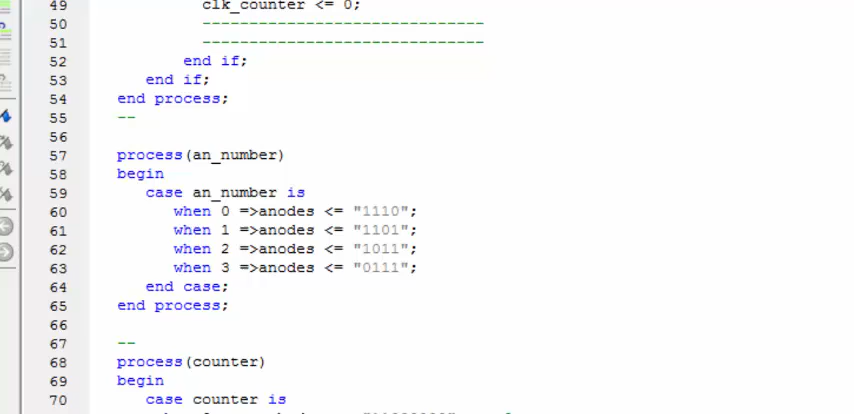 49 clk_counter <= 0;
50 ------------------------------
51 ------------------------------
52 end if;
53 end if;
54 end process;
55 --
56
57 process(an_number)
58 begin
59 case an_number is
60 when 0 =>anodes <= "1110";
61 when 1 =>anodes <= "1101";
62 when 2 =>anodes <= "1011";
63 when 3 =>anodes <= "0111";
64 end case;
65 end process;
66
67 --
68 process(counter)
69 begin
70 case counter is